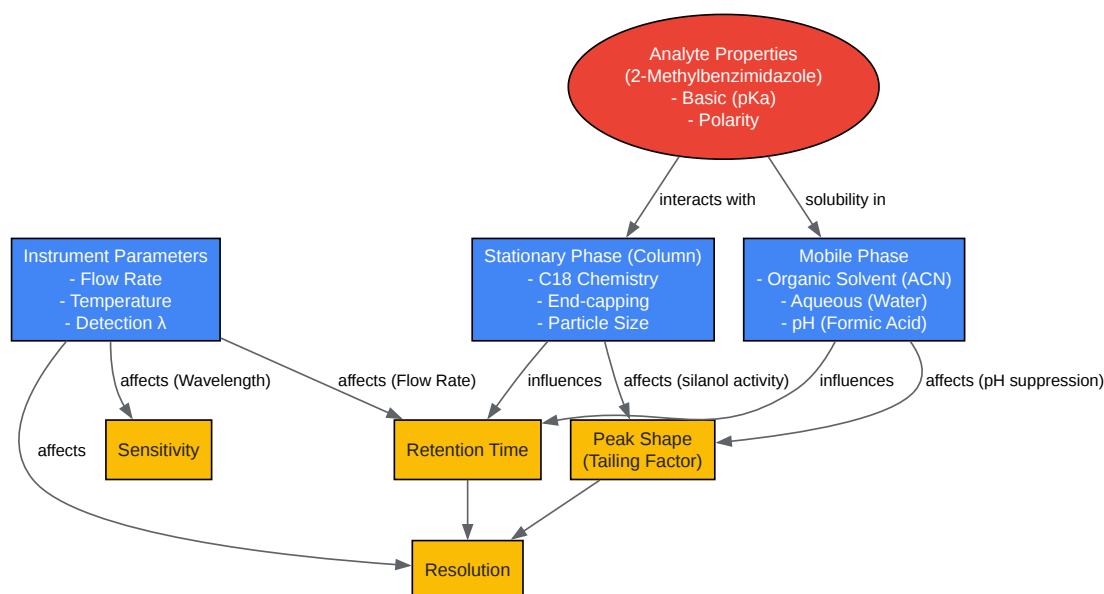 Analyte Properties
(2-Methylbenzimidazole)
- Basic (pKa)
- Polarity
interacts with
solubility in
Instrument Parameters
- Flow Rate
- Temperature
- Detection λ
Stationary Phase (Column)
- C18 Chemistry
- End-capping
- Particle Size
Mobile Phase
- Organic Solvent (ACN)
- Aqueous (Water)
- pH (Formic Acid)
affects (Wavelength)
affects (Flow Rate)
influences
affects (silanol activity)
influences
affects (pH suppression)
affects
Sensitivity
Retention Time
Peak Shape
(Tailing Factor)
Resolution